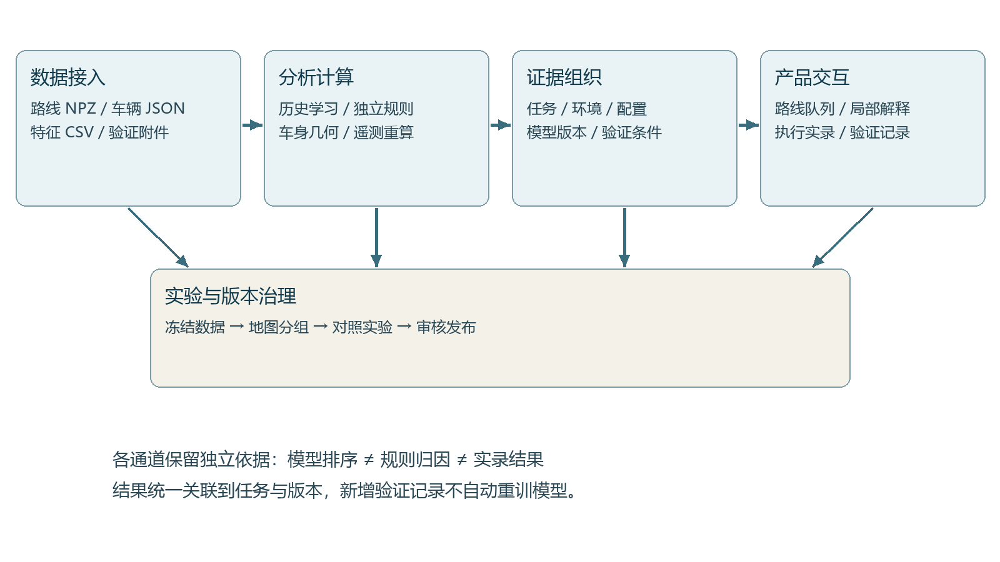 数据接入
路线 NPZ / 车辆 JSON
特征 CSV / 验证附件
分析计算
历史学习 / 独立规则
车身几何 / 遥测重算
证据组织
任务 / 环境 / 配置
模型版本 / 验证条件
产品交互
路线队列 / 局部解释
执行实录 / 验证记录
实验与版本治理
冻结数据 → 地图分组 → 对照实验 → 审核发布
各通道保留独立依据：模型排序 ≠ 规则归因 ≠ 实录结果
结果统一关联到任务与版本，新增验证记录不自动重训模型。